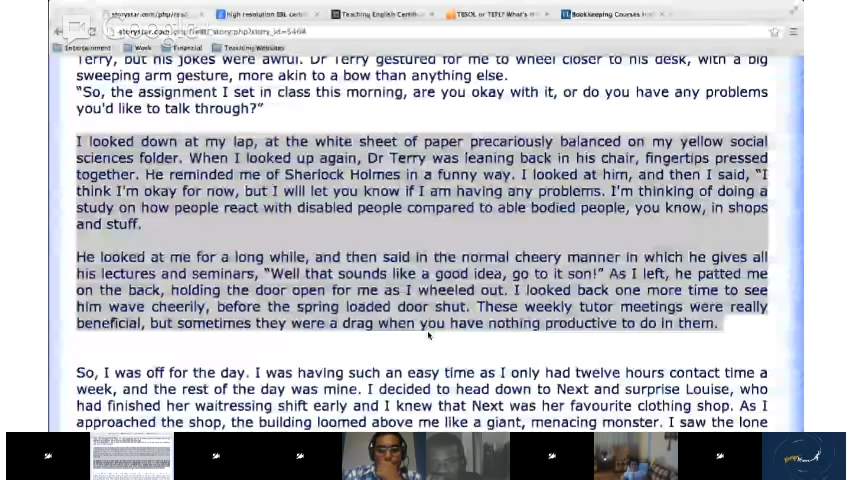 storystar.com/php/read
high resolution SSL certi
Teaching English Certific
TESOL or TEFL? What's
Bookkeeping Courses
Google
storystar.com/php/read_story.php?story_id=5464
Entertainment Work Financial Teaching Websites
Terry, but his jokes were awful. Dr Terry gestured for me to wheel closer to his desk, with a big
sweeping arm gesture, more akin to a bow than anything else.
“So, the assignment I set in class this morning, are you okay with it, or do you have any problems
you'd like to talk through?”
I looked down at my lap, at the white sheet of paper precariously balanced on my yellow social
sciences folder. When I looked up again, Dr Terry was leaning back in his chair, fingertips pressed
together. He reminded me of Sherlock Holmes in a funny way. I looked at him, and then I said, “I
think I'm okay for now, but I will let you know if I am having any problems. I'm thinking of doing a
study on how people react with disabled people compared to able bodied people, you know, in shops
and stuff.
He looked at me for a long while, and then said in the normal cheery manner in which he gives all
his lectures and seminars, “Well that sounds like a good idea, go to it son!” As I left, he patted me
on the back, holding the door open for me as I wheeled out. I looked back one more time to see
him wave cheerily, before the spring loaded door shut. These weekly tutor meetings were really
beneficial, but sometimes they were a drag when you have nothing productive to do in them.
So, I was off for the day. I was having such an easy time as I only had twelve hours contact time a
week, and the rest of the day was mine. I decided to head down to Next and surprise Louise, who
had finished her waitressing shift early and I knew that Next was her favourite clothing shop. As I
approached the shop, the building loomed above me like a giant, menacing monster. I saw the lone